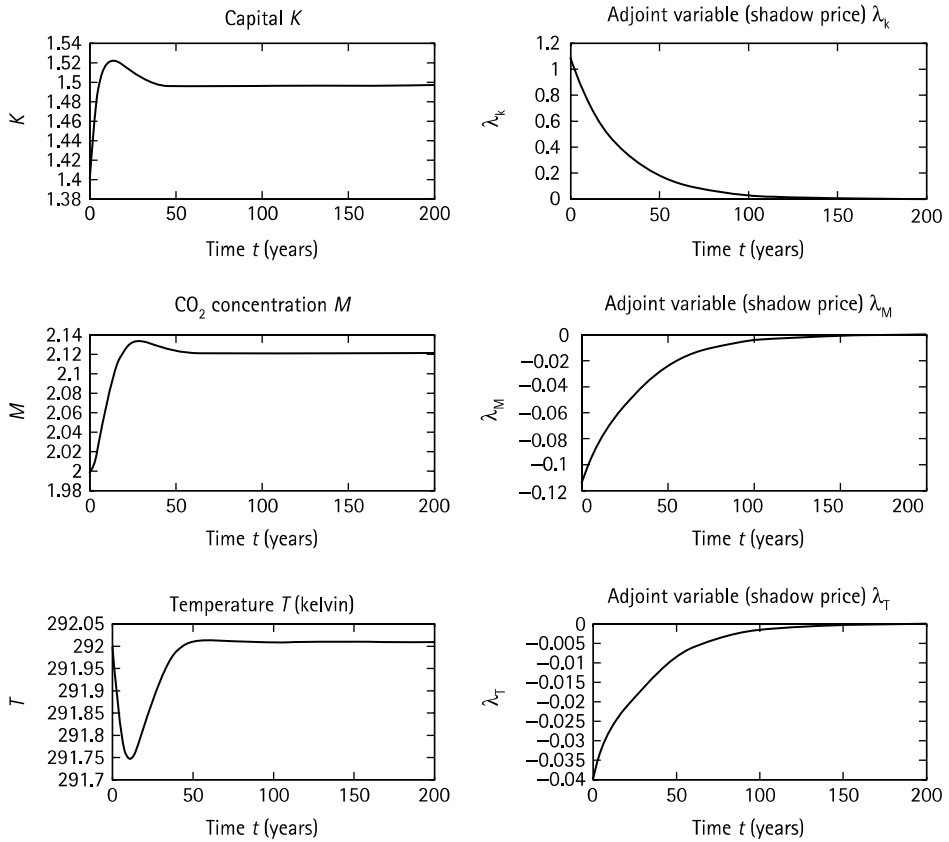 Capital K
1.54
1.52
1.5
1.48
1.46
1.44
1.42
1.4
1.38
K
0 50 100 150 200
Time t (years)
Adjoint variable (shadow price) λk
1.2
1
0.8
0.6
0.4
0.2
0
λk
0 50 100 150 200
Time t (years)
CO2 concentration M
2.14
2.12
2.1
2.08
2.06
2.04
2.02
2
1.98
M
0 50 100 150 200
Time t (years)
Adjoint variable (shadow price) λM
0
−0.02
−0.04
−0.06
−0.08
−0.1
−0.12
λM
0 50 100 150 200
Time t (years)
Temperature T (kelvin)
292.05
292
291.95
291.9
291.85
291.8
291.75
291.7
T
0 50 100 150 200
Time t (years)
Adjoint variable (shadow price) λT
0
−0.005
−0.01
−0.015
−0.02
−0.025
−0.03
−0.035
−0.04
λT
0 50 100 150 200
Time t (years)